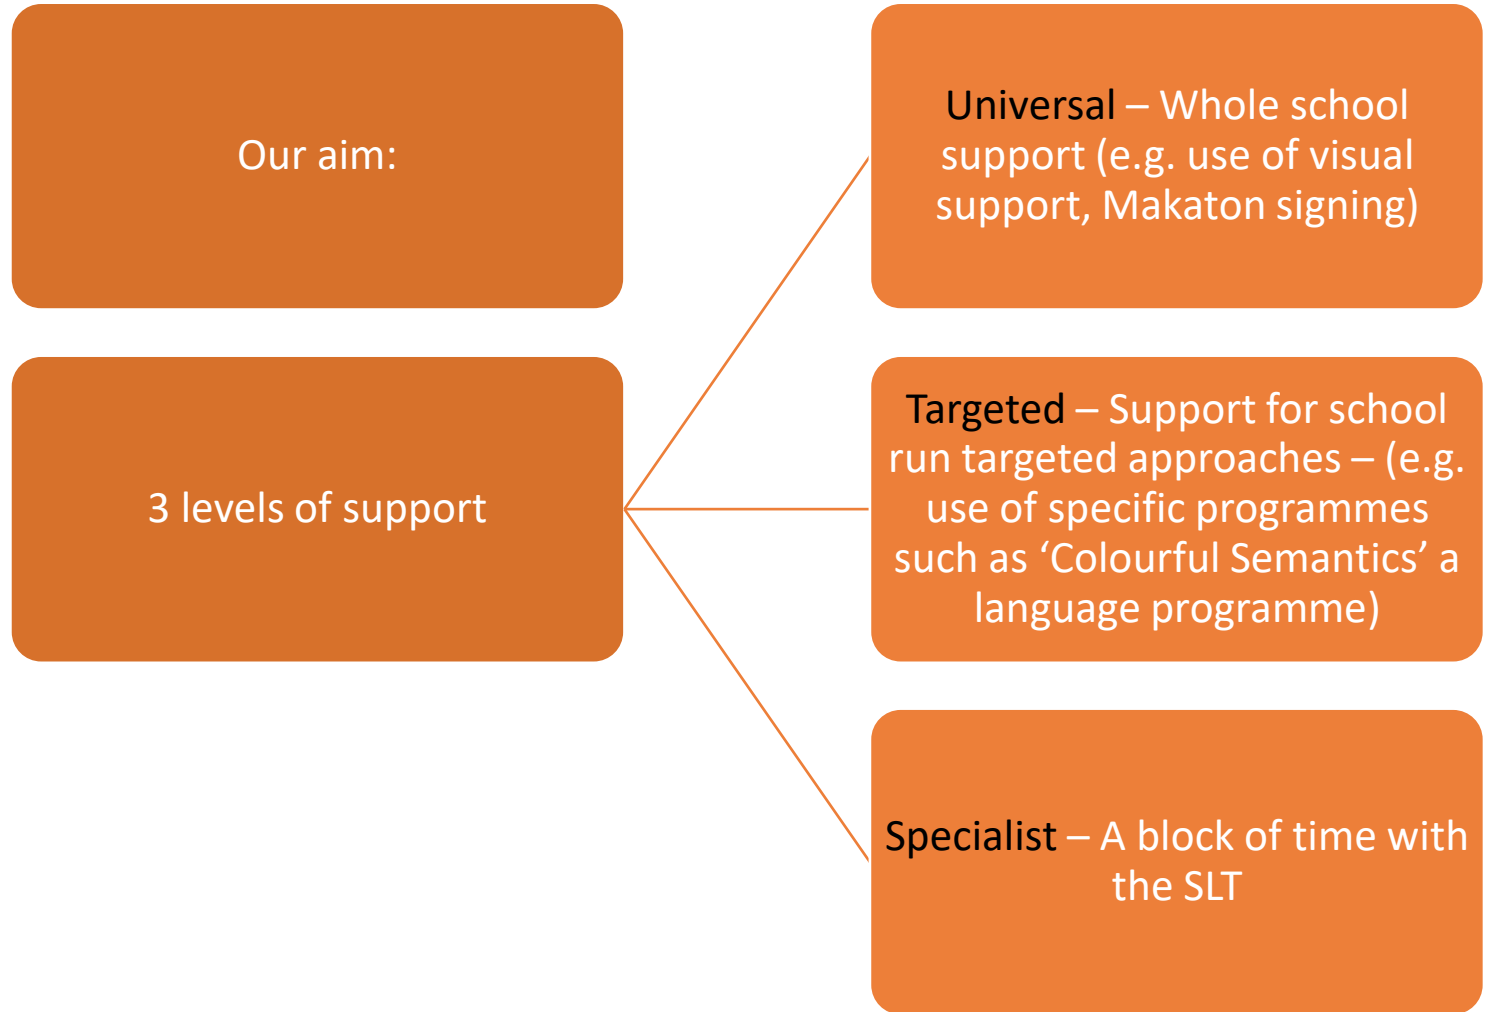 Our aim:
3 levels of support
Universal – Whole school
support (e.g. use of visual
support, Makaton signing)
Targeted – Support for school
run targeted approaches – (e.g.
use of specific programmes
such as ‘Colourful Semantics’ a
language programme)
Specialist – A block of time with
the SLT